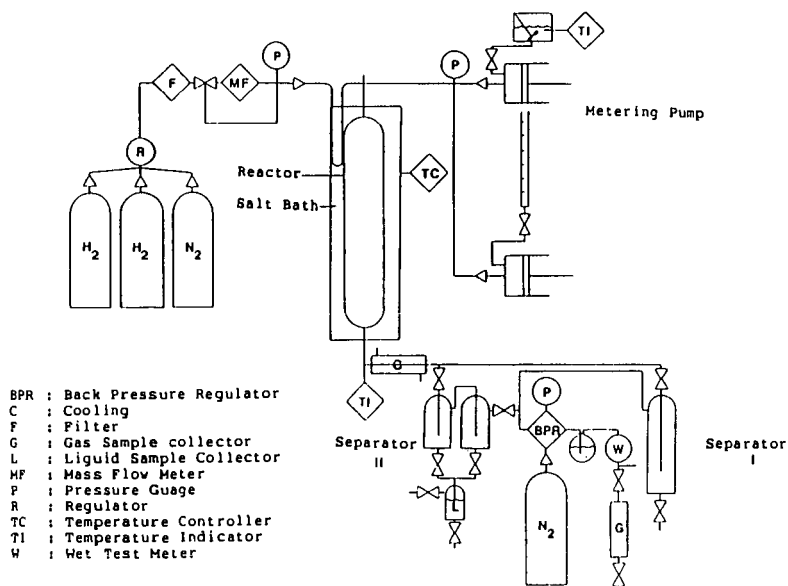 P
TI
F
MF
P
Metering Pump
R
Reactor
TC
Salt Bath
H2
H2
N2
C
TI
P
BPR
W
Separator
II
Separator
I
L
N2
G
BPR : Back Pressure Regulator
C : Cooling
F : Filter
G : Gas Sample collector
L : Liquid Sample Collector
MF : Mass Flow Meter
P : Pressure Guage
R : Regulator
TC : Temperature Controller
TI : Temperature Indicator
W : Wet Test Meter